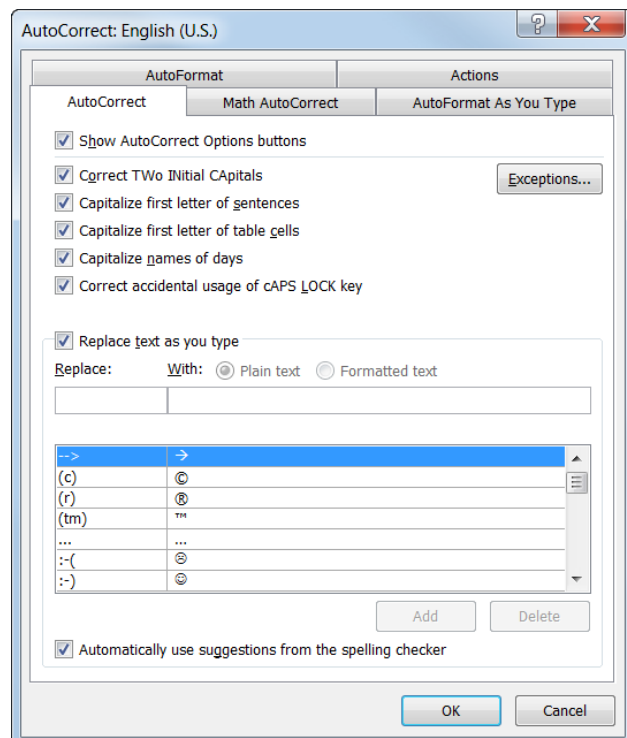 AutoCorrect: English (U.S.)
AutoFormat Actions
AutoCorrect Math AutoCorrect AutoFormat As You Type
Show AutoCorrect Options buttons
Correct TWo INitial CApitals Exceptions...
Capitalize first letter of sentences
Capitalize first letter of table cells
Capitalize names of days
Correct accidental usage of cAPS LOCK key
Replace text as you type
Replace: With: Plain text Formatted text
--> →
(c) ©
(r) ®
(tm) ™
... ...
:-( ☹
:-) ☺
Add Delete
Automatically use suggestions from the spelling checker
OK Cancel